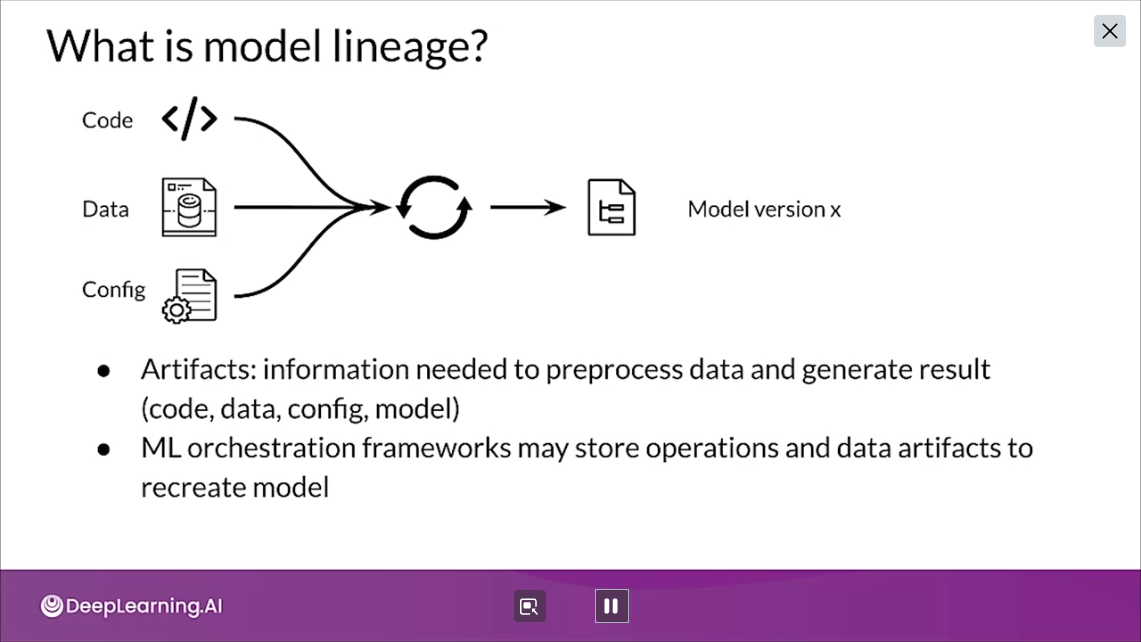 What is model lineage?
Code </>
Data
Model version x
Config
● Artifacts: information needed to preprocess data and generate result
(code, data, config, model)
● ML orchestration frameworks may store operations and data artifacts to
recreate model
DeepLearning.AI